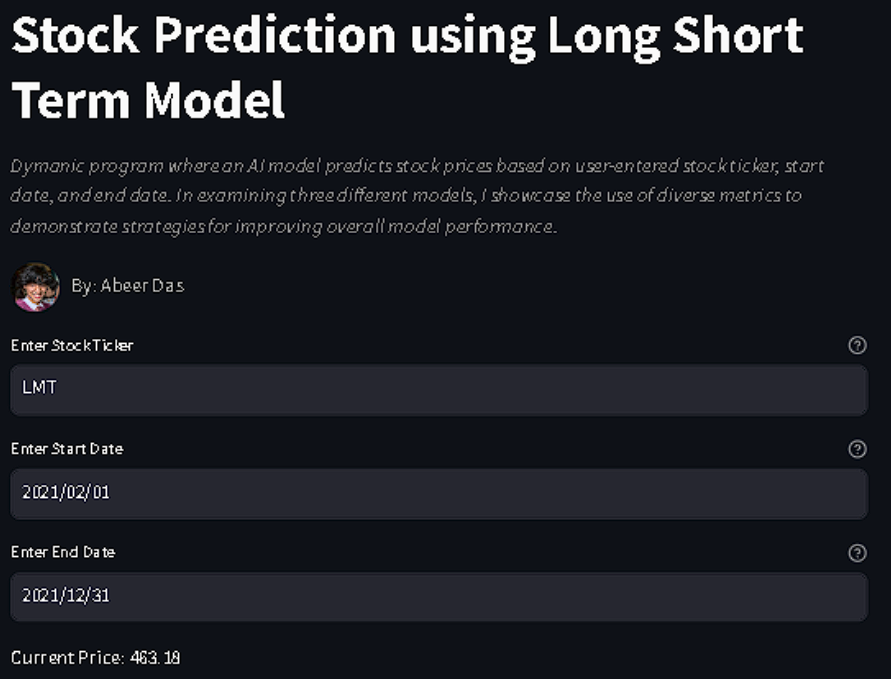 Stock Prediction using Long Short
Term Model
Dymanic program where an AI model predicts stock prices based on user-entered stock ticker, start
date, and end date. In examining three different models, I showcase the use of diverse metrics to
demonstrate strategies for improving overall model performance.
By: Abeer Das
Enter Stock Ticker
LMT
Enter Start Date
2021/02/01
Enter End Date
2021/12/31
Current Price: 463.18